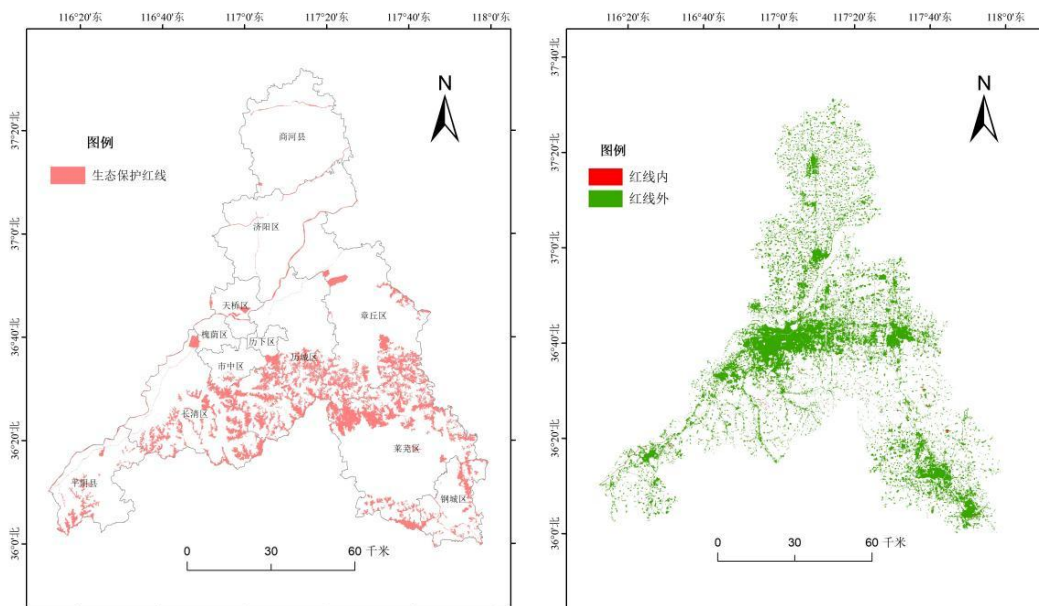 116°20'东 116°40'东 117°0'东 117°20'东 117°40'东 118°0'东
37°20'北
37°0'北
36°40'北
36°20'北
36°0'北
N
图例
生态保护红线
商河县
济阳区
天桥区
章丘区
槐荫区
历下区
历城区
市中区
长清区
莱芜区
平阴县
钢城区
0 30 60 千米
116°20'东 116°40'东 117°0'东 117°20'东 117°40'东 118°0'东
37°40'北
37°20'北
37°0'北
36°40'北
36°20'北
36°0'北
N
图例
红线内
红线外
0 30 60 千米